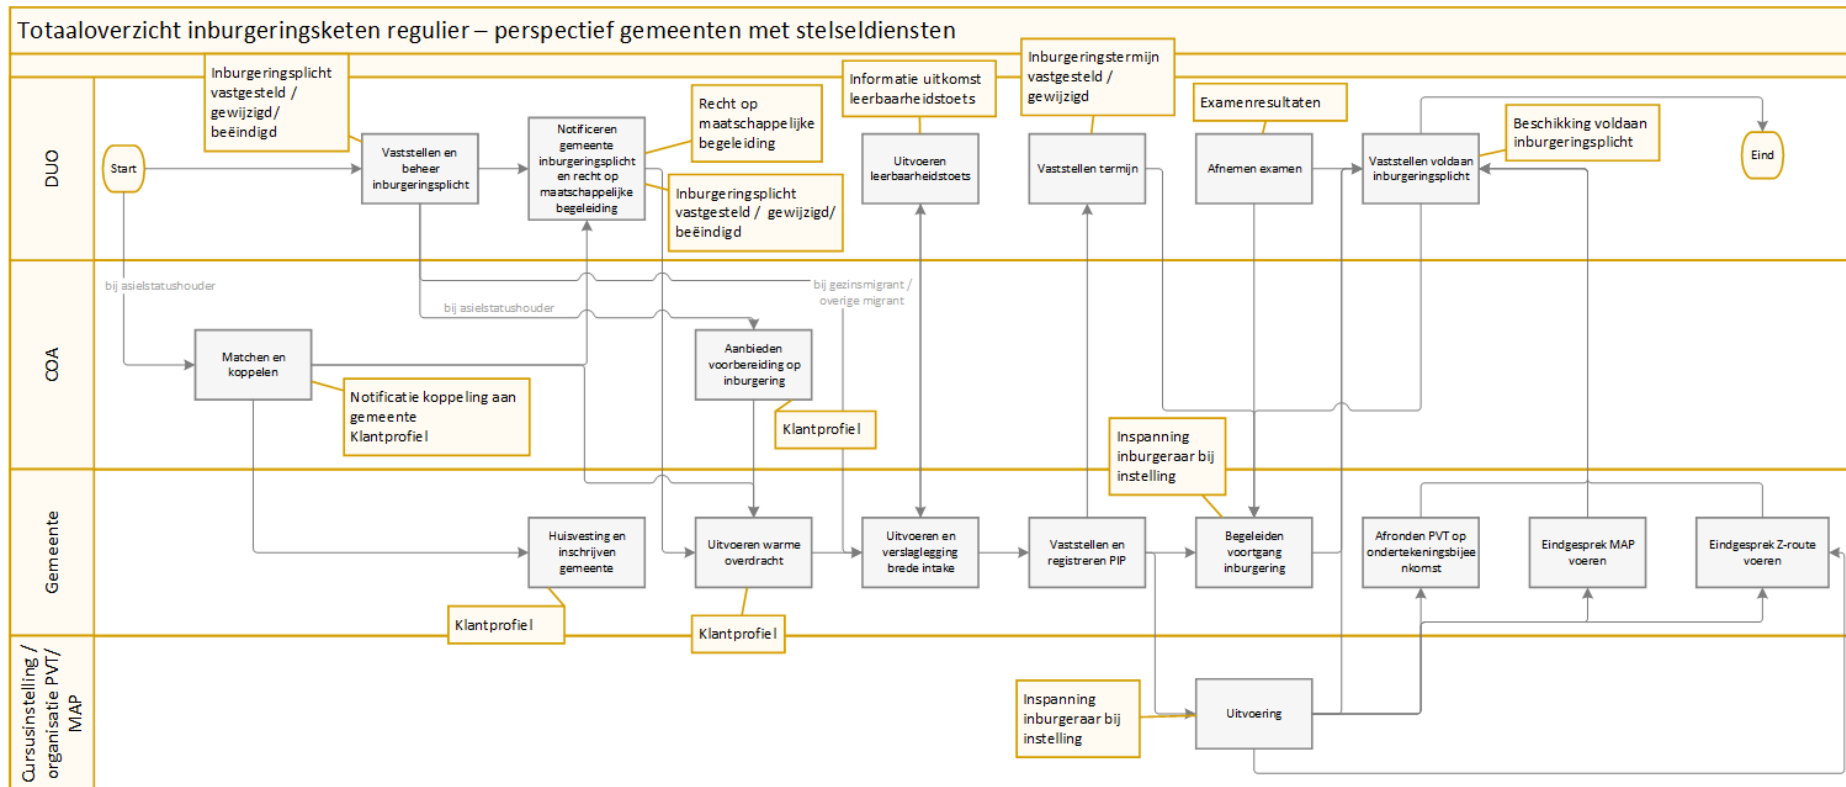 Totaaloverzicht inburgeringsketen regulier – perspectief gemeenten met stelseldiensten
DUO
Start
Inburgeringsplicht
vastgesteld /
gewijzigd/
beëindigd
Vaststellen en
beheer
inburgeringsplicht
Notificeren
gemeente
inburgeringsplicht
en recht op
maatschappelijke
begeleiding
Recht op
maatschappelijke
begeleiding
Inburgeringsplicht
vastgesteld / gewijzigd/
beëindigd
Informatie uitkomst
leerbaarheidstoets
Uitvoeren
leerbaarheidstoets
Inburgeringstermijn
vastgesteld /
gewijzigd
Vaststellen termijn
Examenresultaten
Afnemen examen
Vaststellen voldaan
inburgeringsplicht
Beschikking voldaan
inburgeringsplicht
Eind
COA
bij asielstatushouder
bij asielstatushouder
bij gezinsmigrant /
overige migrant
Matchen en
koppelen
Notificatie koppeling aan
gemeente
Klantprofiel
Aanbieden
voorbereiding op
inburgering
Klantprofiel
Inspanning
inburgeraar bij
instelling
Gemeente
Huisvesting en
inschrijven
gemeente
Klantprofiel
Uitvoeren warme
overdracht
Klantprofiel
Uitvoeren en
verslaglegging
brede intake
Vaststellen en
registreren PIP
Begeleiden
voortgang
inburgering
Afronden PVT op
ondertekeningsbijee
nkomst
Eindgesprek MAP
voeren
Eindgesprek Z-route
voeren
Cursusinstelling /
organisatie PVT/
MAP
Inspanning
inburgeraar bij
instelling
Uitvoering